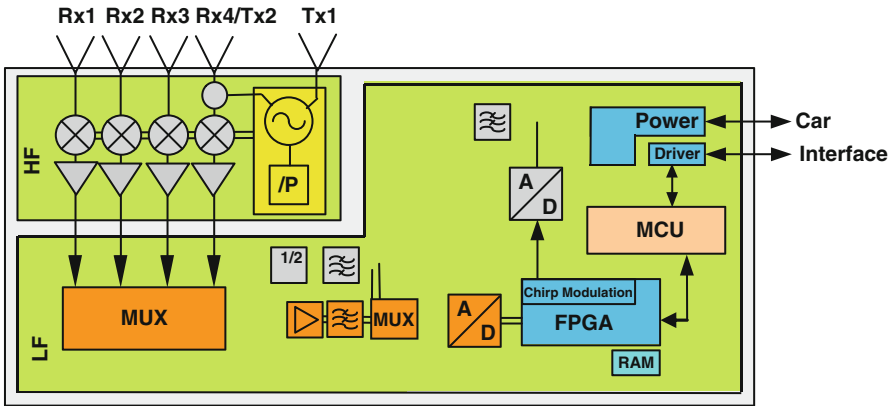 Rx1 Rx2 Rx3 Rx4/Tx2 Tx1
HF
/P
Power
Car
Driver
Interface
A
D
MCU
1/2
Chirp Modulation
MUX
MUX
A
D
FPGA
RAM
LF